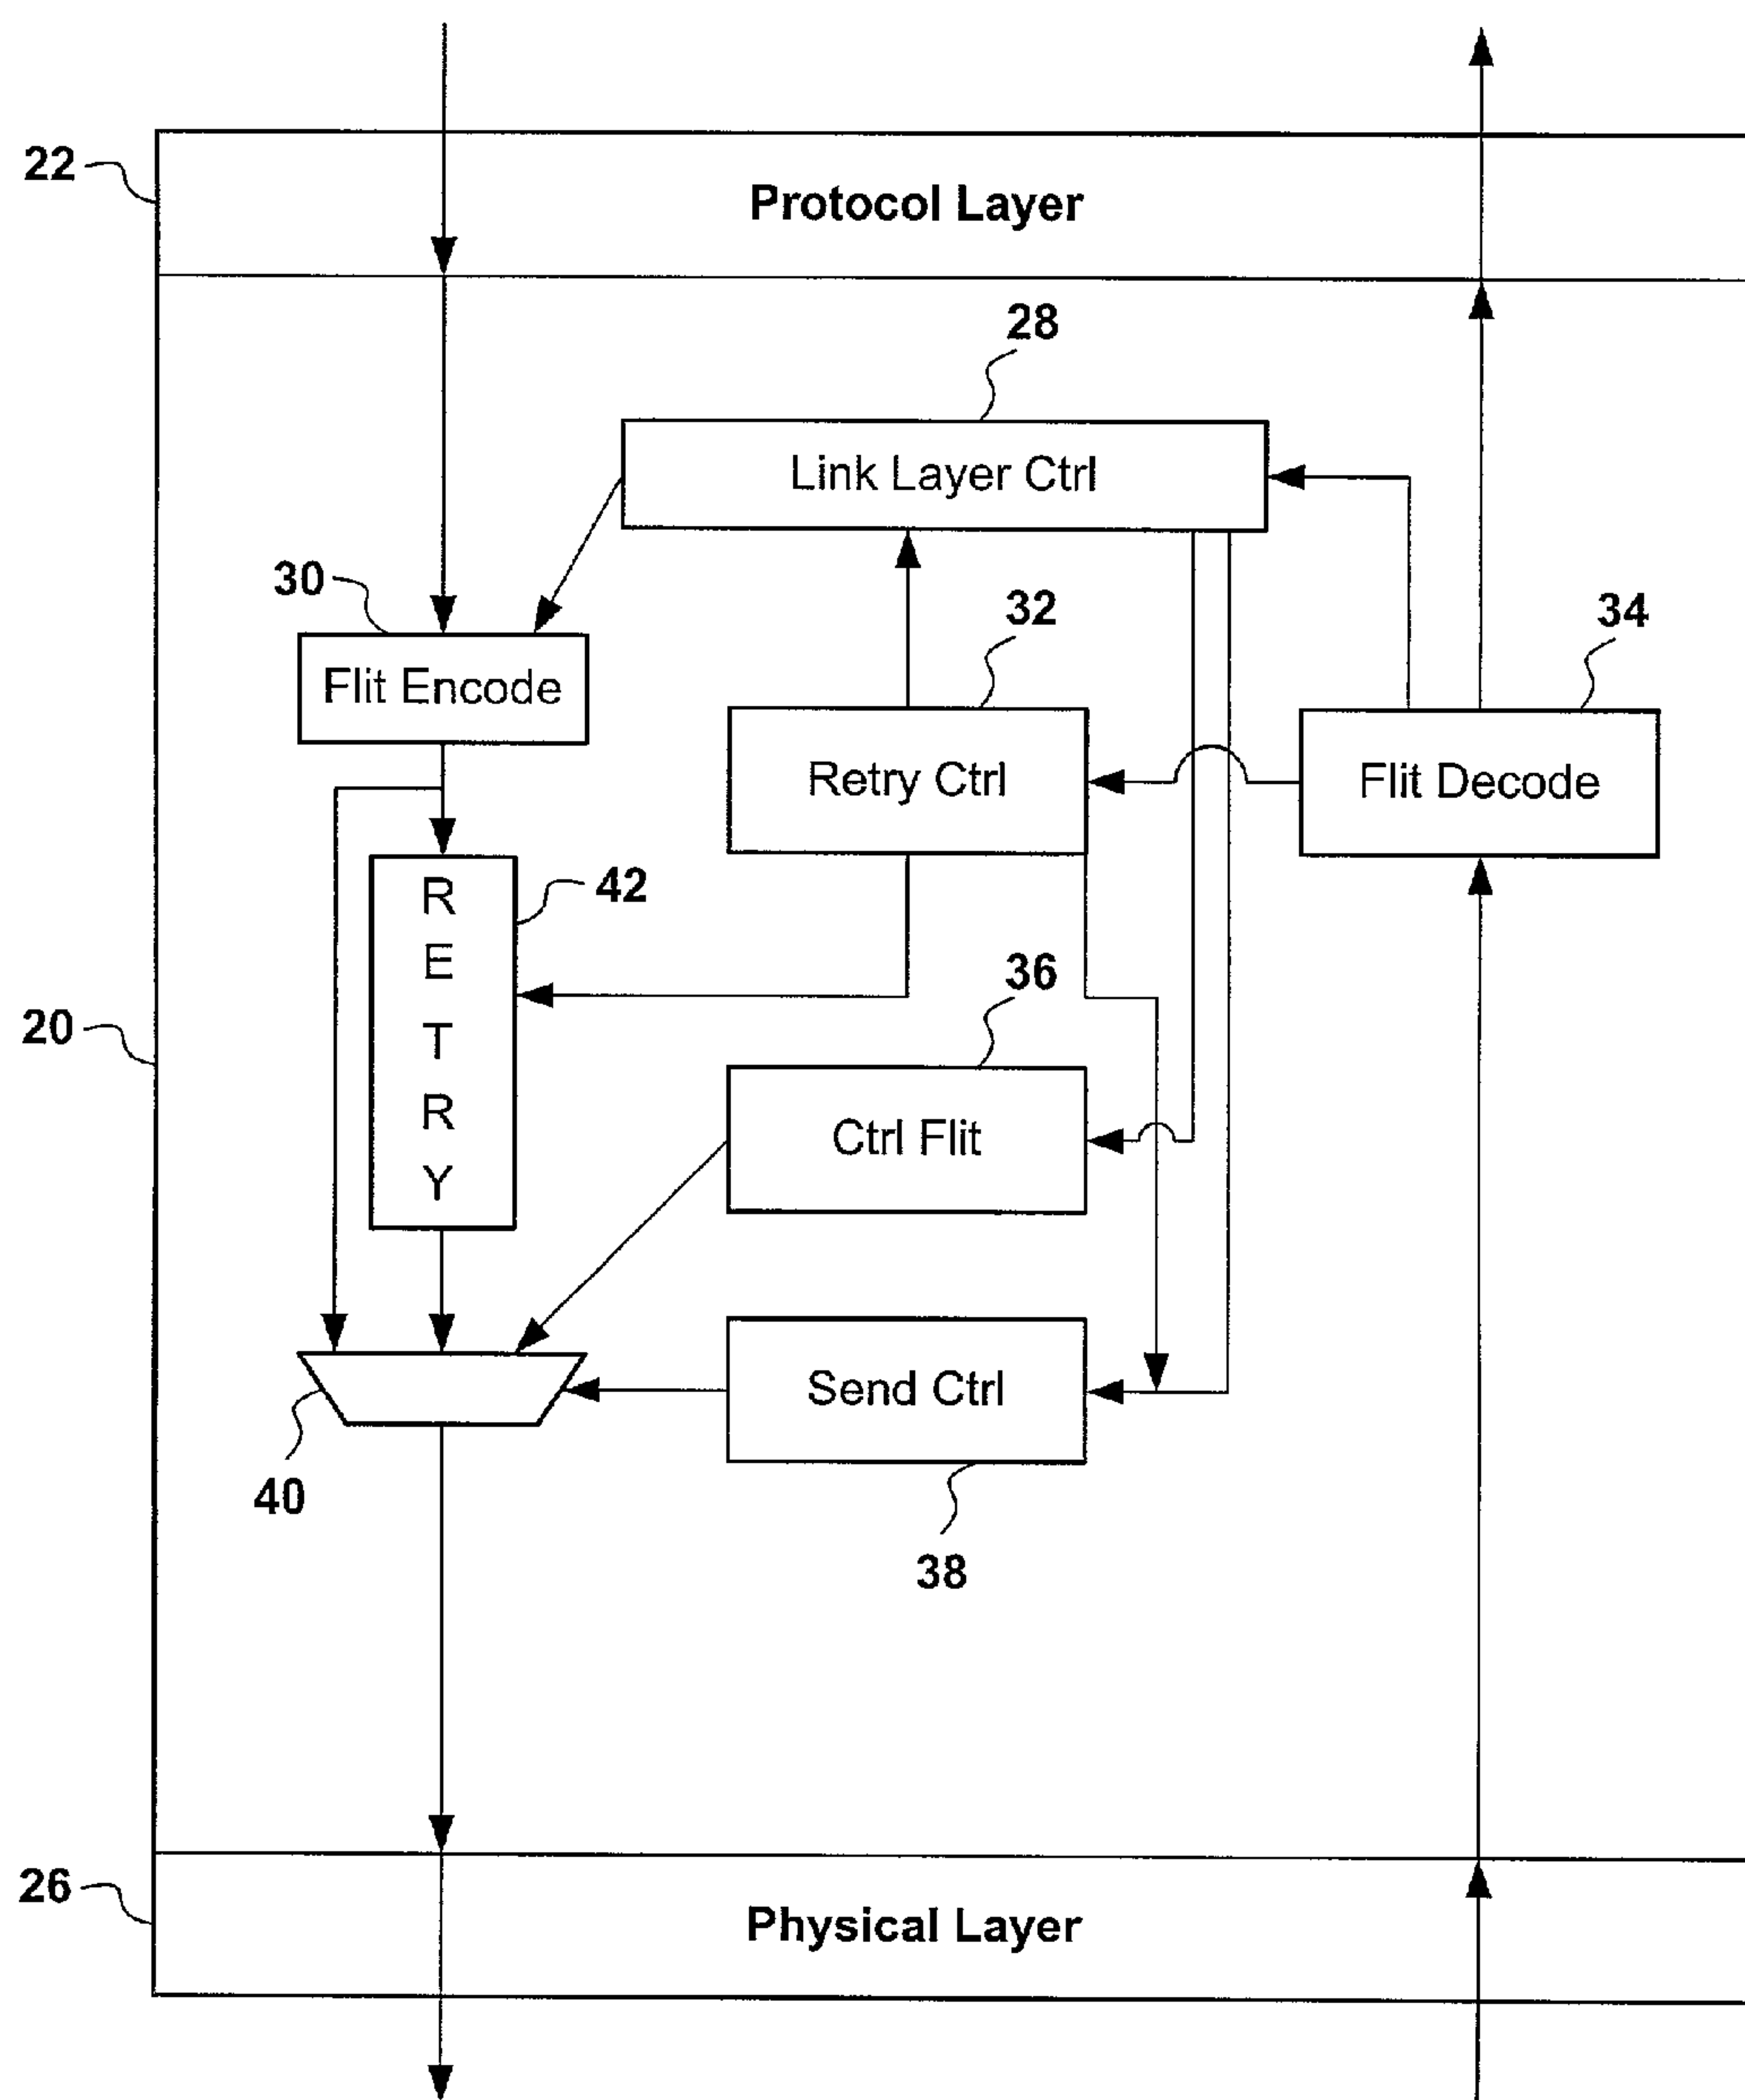 22
Protocol Layer
28
Link Layer Ctrl
30
Flit Encode
32
Retry Ctrl
34
Flit Decode
R
E
T
R
Y
42
36
Ctrl Flit
20
Send Ctrl
40
38
26
Physical Layer